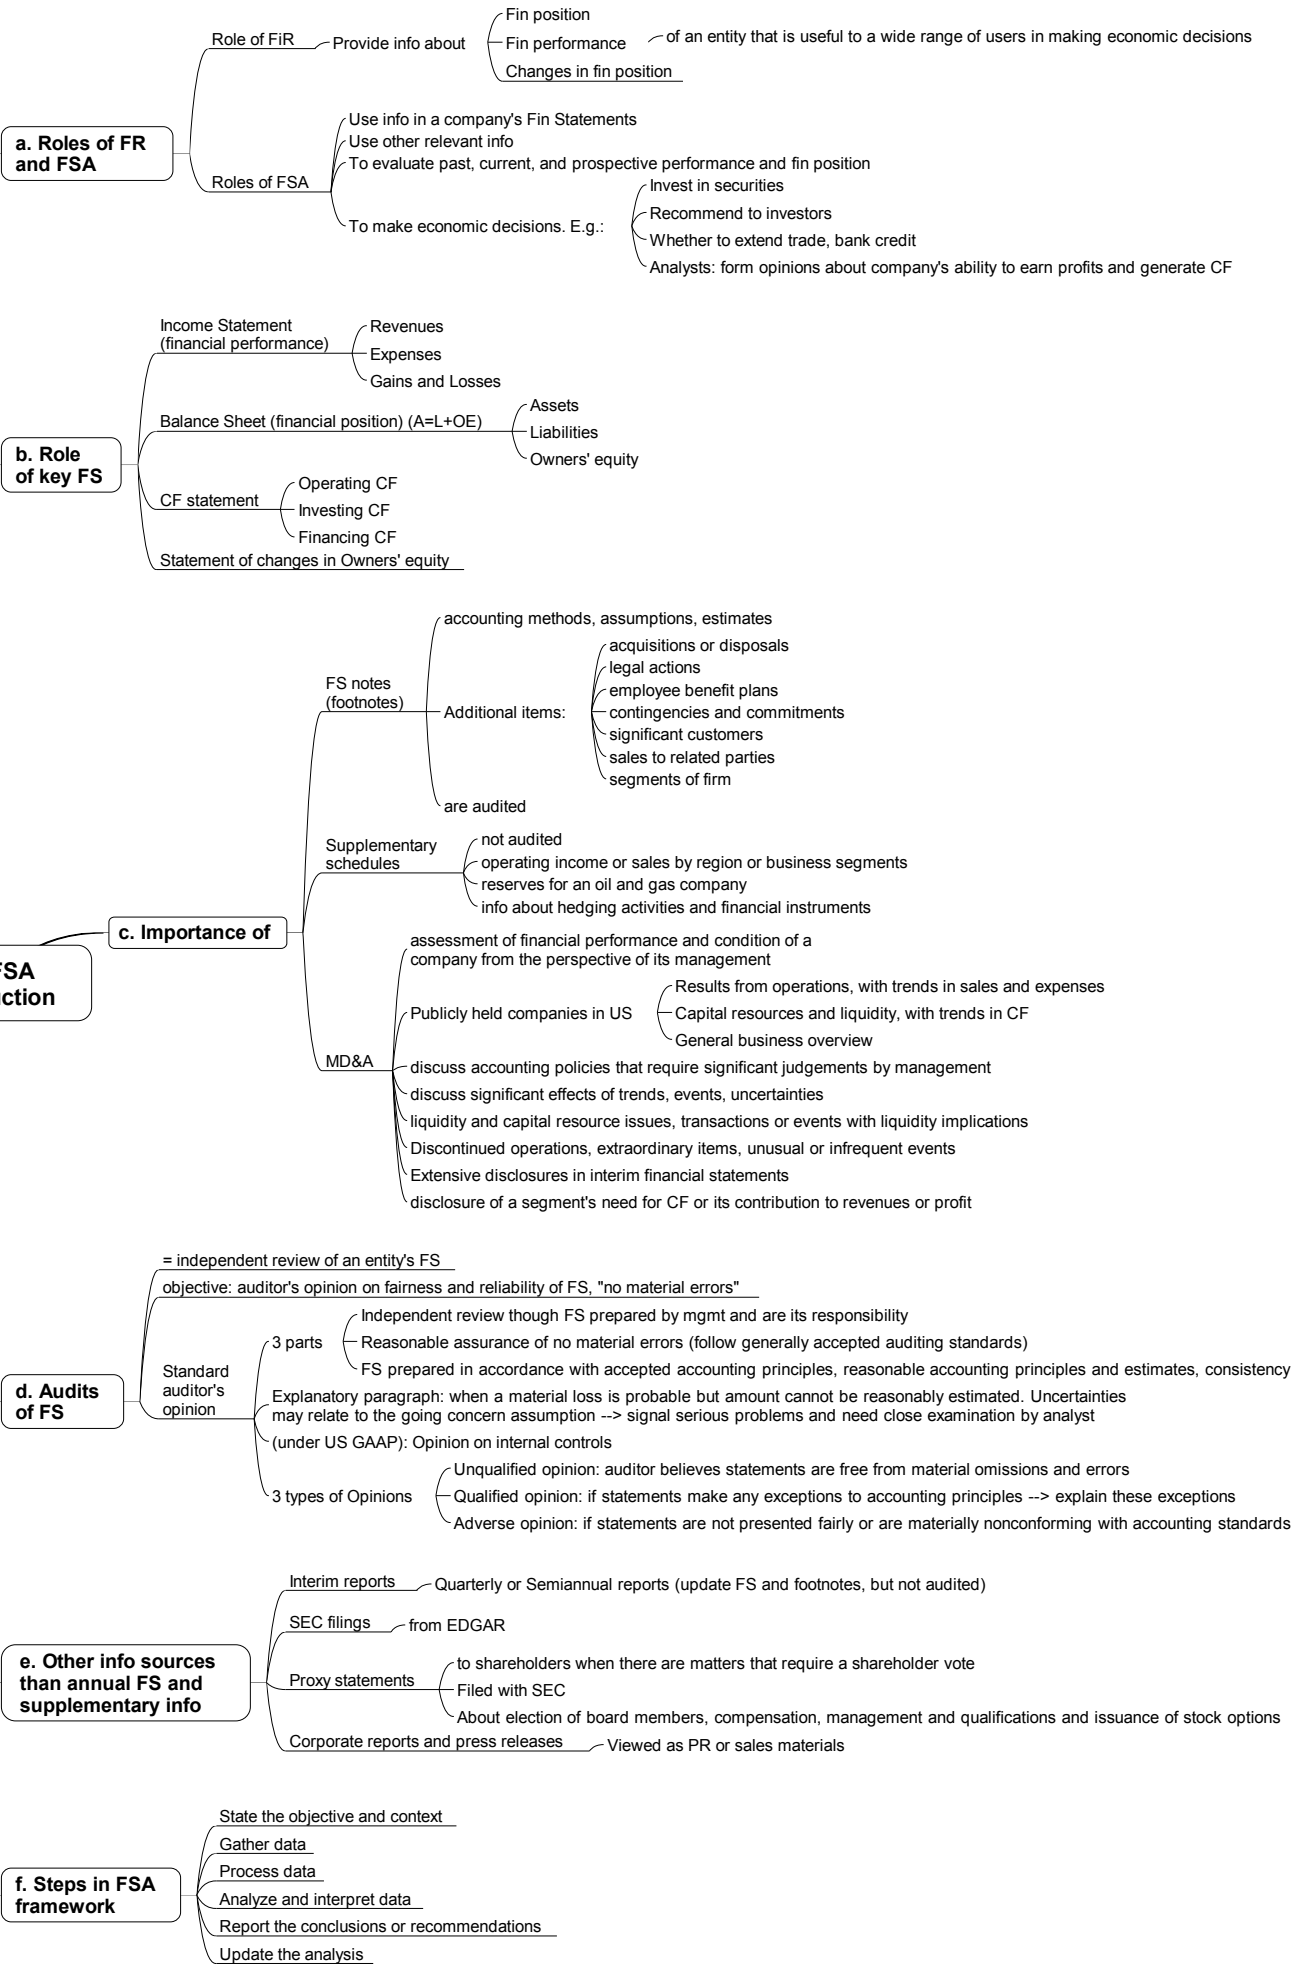 a. Roles of FR
and FSA
Role of FiR
Provide info about
Fin position
Fin performance
Changes in fin position
of an entity that is useful to a wide range of users in making economic decisions
Roles of FSA
Use info in a company's Fin Statements
Use other relevant info
To evaluate past, current, and prospective performance and fin position
To make economic decisions. E.g.:
Invest in securities
Recommend to investors
Whether to extend trade, bank credit
Analysts: form opinions about company's ability to earn profits and generate CF
b. Role
of key FS
Income Statement
(financial performance)
Revenues
Expenses
Gains and Losses
Balance Sheet (financial position) (A=L+OE)
Assets
Liabilities
Owners' equity
CF statement
Operating CF
Investing CF
Financing CF
Statement of changes in Owners' equity
FSA
c. Importance of
FS notes
(footnotes)
accounting methods, assumptions, estimates
Additional items:
acquisitions or disposals
legal actions
employee benefit plans
contingencies and commitments
significant customers
sales to related parties
segments of firm
are audited
Supplementary
schedules
not audited
operating income or sales by region or business segments
reserves for an oil and gas company
info about hedging activities and financial instruments
MD&A
assessment of financial performance and condition of a
company from the perspective of its management
Publicly held companies in US
Results from operations, with trends in sales and expenses
Capital resources and liquidity, with trends in CF
General business overview
discuss accounting policies that require significant judgements by management
discuss significant effects of trends, events, uncertainties
liquidity and capital resource issues, transactions or events with liquidity implications
Discontinued operations, extraordinary items, unusual or infrequent events
Extensive disclosures in interim financial statements
disclosure of a segment's need for CF or its contribution to revenues or profit
d. Audits
of FS
= independent review of an entity's FS
objective: auditor's opinion on fairness and reliability of FS, "no material errors"
Standard
auditor's
opinion
3 parts
Independent review though FS prepared by mgmt and are its responsibility
Reasonable assurance of no material errors (follow generally accepted auditing standards)
FS prepared in accordance with accepted accounting principles, reasonable accounting principles and estimates, consistency
Explanatory paragraph: when a material loss is probable but amount cannot be reasonably estimated. Uncertainties
may relate to the going concern assumption --> signal serious problems and need close examination by analyst
(under US GAAP): Opinion on internal controls
3 types of Opinions
Unqualified opinion: auditor believes statements are free from material omissions and errors
Qualified opinion: if statements make any exceptions to accounting principles --> explain these exceptions
Adverse opinion: if statements are not presented fairly or are materially nonconforming with accounting standards
e. Other info sources
than annual FS and
supplementary info
Interim reports
Quarterly or Semiannual reports (update FS and footnotes, but not audited)
SEC filings
from EDGAR
Proxy statements
to shareholders when there are matters that require a shareholder vote
Filed with SEC
About election of board members, compensation, management and qualifications and issuance of stock options
Corporate reports and press releases
Viewed as PR or sales materials
f. Steps in FSA
framework
State the objective and context
Gather data
Process data
Analyze and interpret data
Report the conclusions or recommendations
Update the analysis